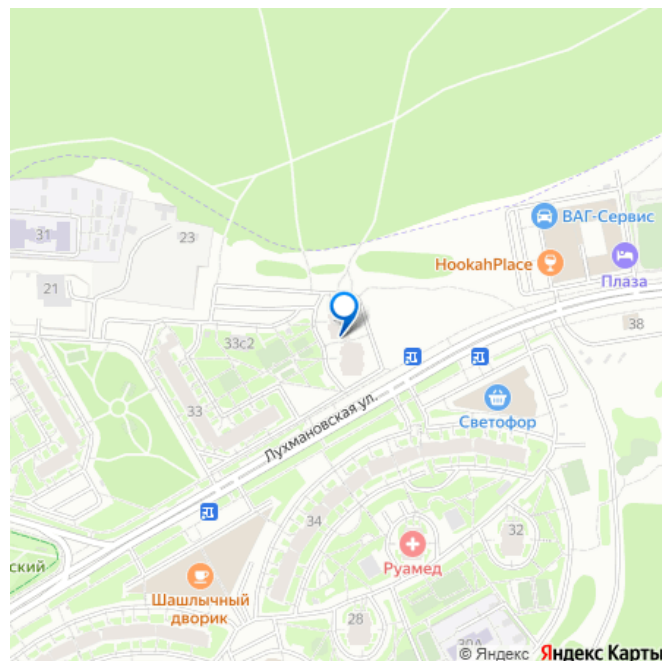 31
23
ВАГ-Сервис
HookahPlace
Плаза
21
38
33с2
33
Лухмановская ул.
Светофор
34
32
ский
Руамед
Шашлычный
дворик
28
30А
© Яндекс Яндекс Карты